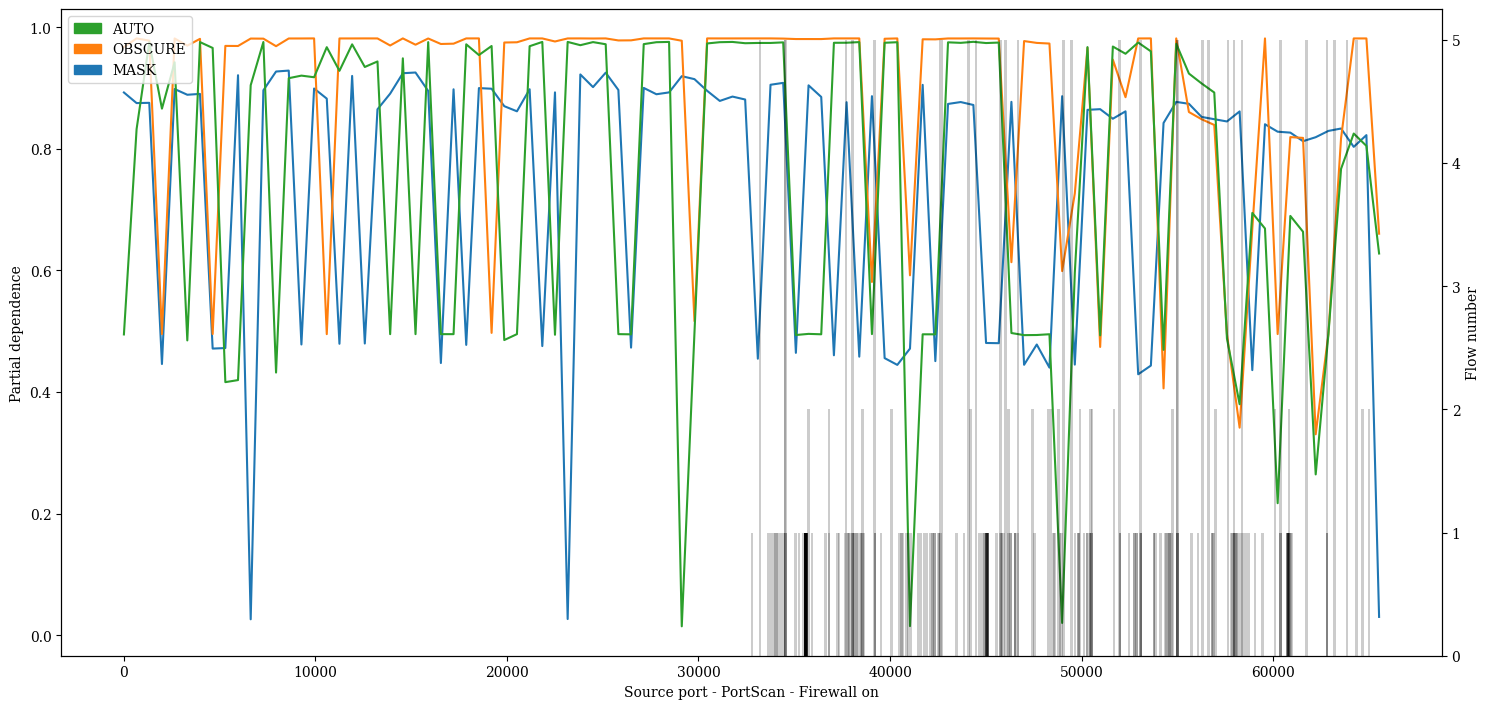 AUTO
OBSCURE
MASK
1.0
0.8
0.6
0.4
0.2
0.0
Partial dependence
5
4
3
2
1
0
Flow number
0 10000 20000 30000 40000 50000 60000
Source port - PortScan - Firewall on